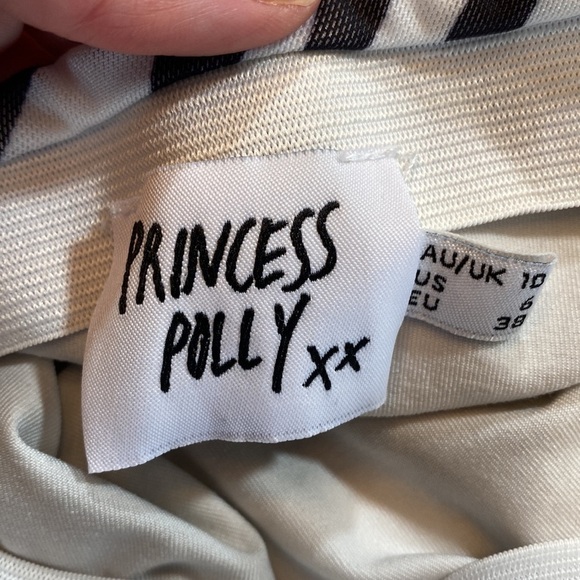 PRINCESS
POLLY xx
AU/UK 10
US 6
EU 38